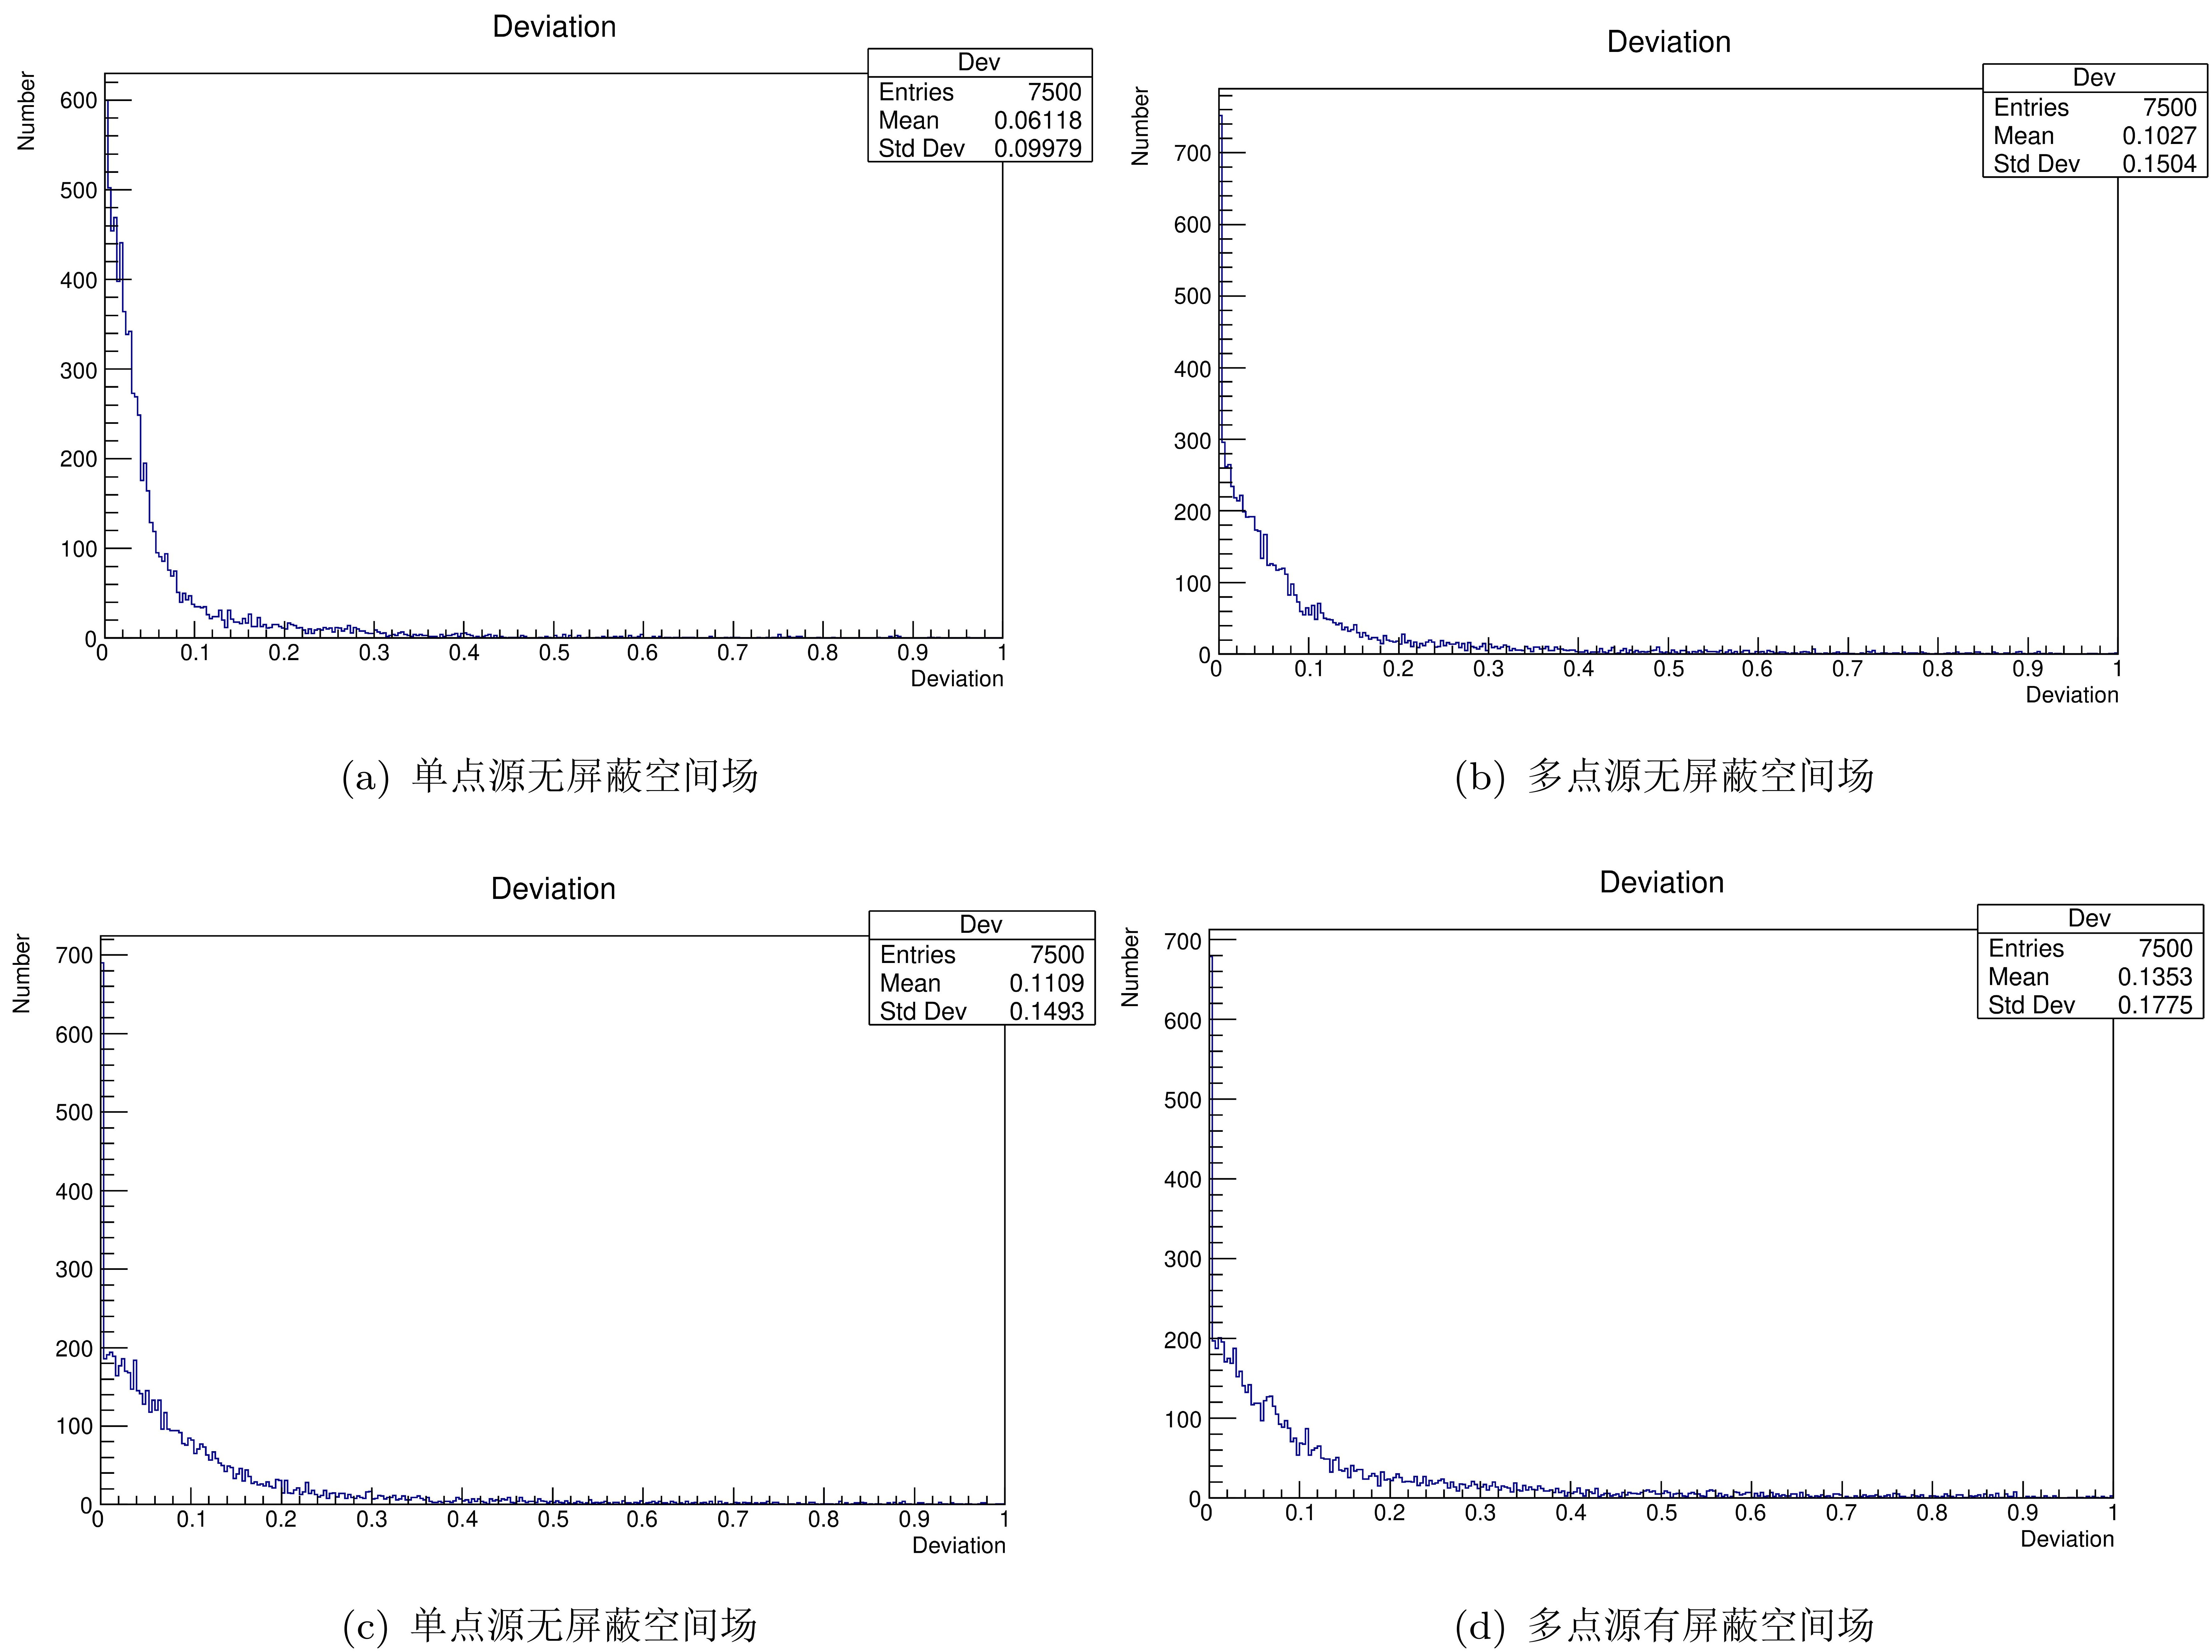 Deviation
Number
Dev
Entries 7500
Mean 0.06118
Std Dev 0.09979
600
500
400
300
200
100
0
0 0.1 0.2 0.3 0.4 0.5 0.6 0.7 0.8 0.9 1
Deviation
(a) 单点源无屏蔽空间场
Deviation
Number
Dev
Entries 7500
Mean 0.1027
Std Dev 0.1504
700
600
500
400
300
200
100
0
0 0.1 0.2 0.3 0.4 0.5 0.6 0.7 0.8 0.9 1
Deviation
(b) 多点源无屏蔽空间场
Deviation
Number
Dev
Entries 7500
Mean 0.1109
Std Dev 0.1493
700
600
500
400
300
200
100
0
0 0.1 0.2 0.3 0.4 0.5 0.6 0.7 0.8 0.9 1
Deviation
(c) 单点源无屏蔽空间场
Deviation
Number
Dev
Entries 7500
Mean 0.1353
Std Dev 0.1775
700
600
500
400
300
200
100
0
0 0.1 0.2 0.3 0.4 0.5 0.6 0.7 0.8 0.9 1
Deviation
(d) 多点源有屏蔽空间场